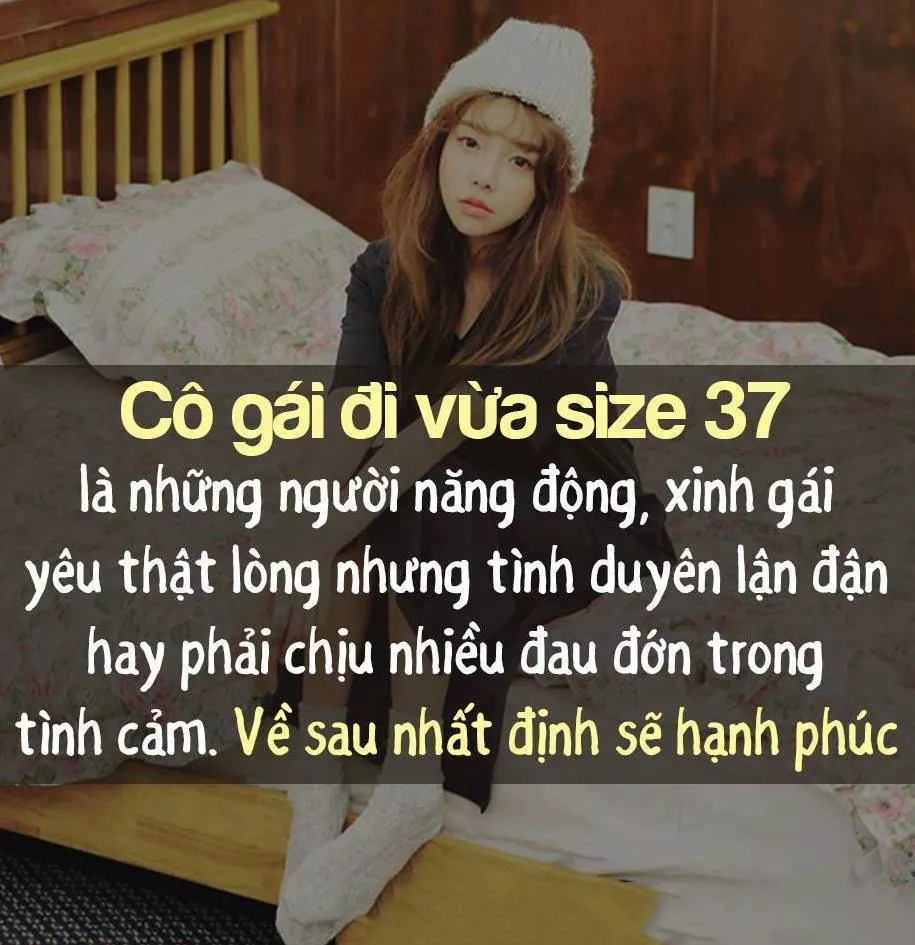 Cô gái đi vừa size 37
là những người năng động, xinh gái
yêu thật lòng nhưng tình duyên lận đận
hay phải chịu nhiều đau đớn trong
tình cảm. Về sau nhất định sẽ hạnh phúc